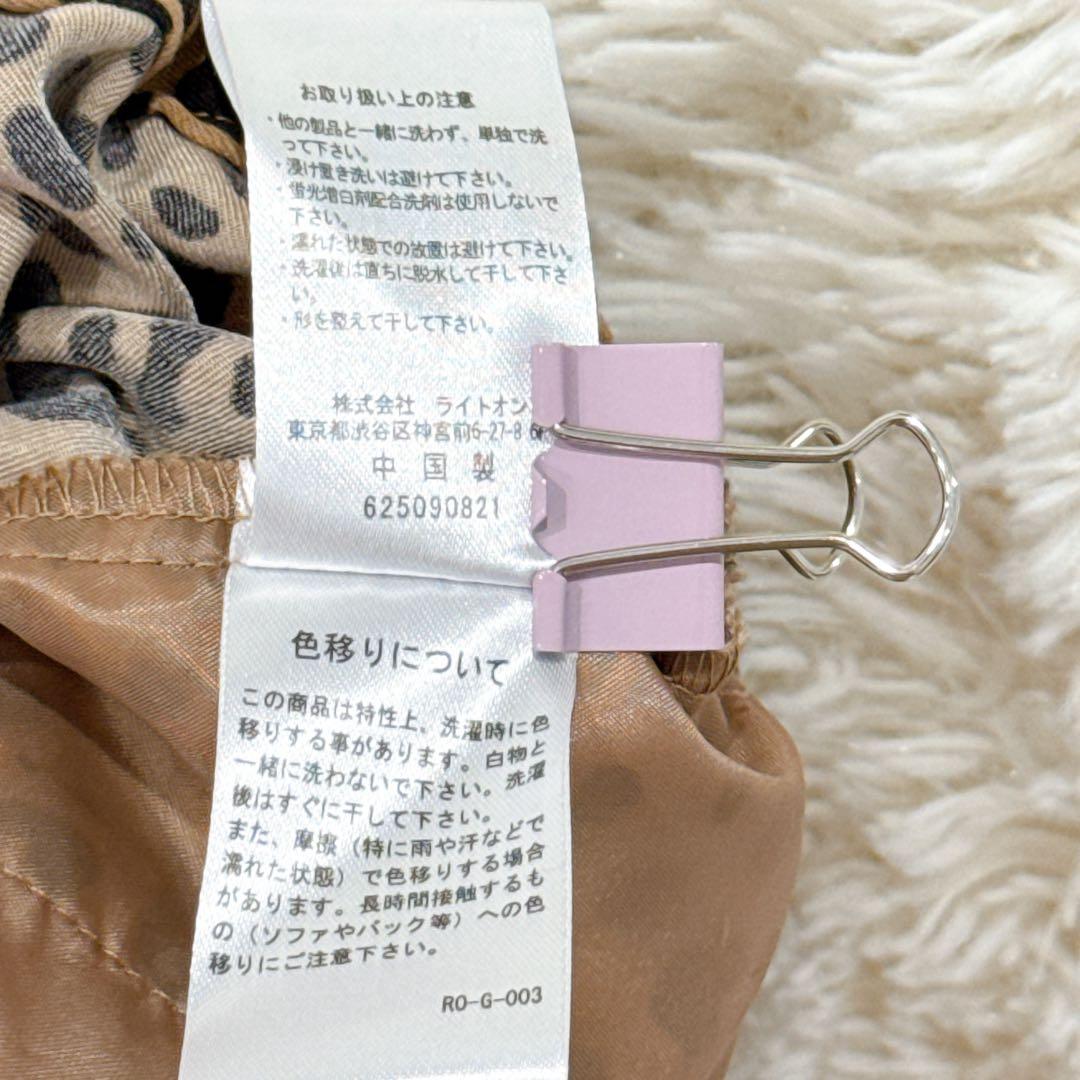 お取り扱い上の注意
・他の製品と一緒に洗わず、単独で洗
って下さい。
・浸け置き洗いは避けて下さい。
・蛍光増白剤配合洗剤は使用しないで
下さい。
・濡れた状態での放置は避けて下さい。
・洗濯後は直ちに脱水して干して下さ
い。
・形を整えて干して下さい。
株式会社 ライトオン
東京都渋谷区神宮前6-27-8
中国製
625090821
色移りについて
この商品は特性上、洗濯時に色
移りする事があります。白物と
一緒に洗わないで下さい。洗濯
後はすぐに干して下さい。
また、摩擦（特に雨や汗などで
濡れた状態）で色移りする場合
があります。長時間接触するも
の（ソファやバック等）への色
移りにご注意下さい。
RO-G-003